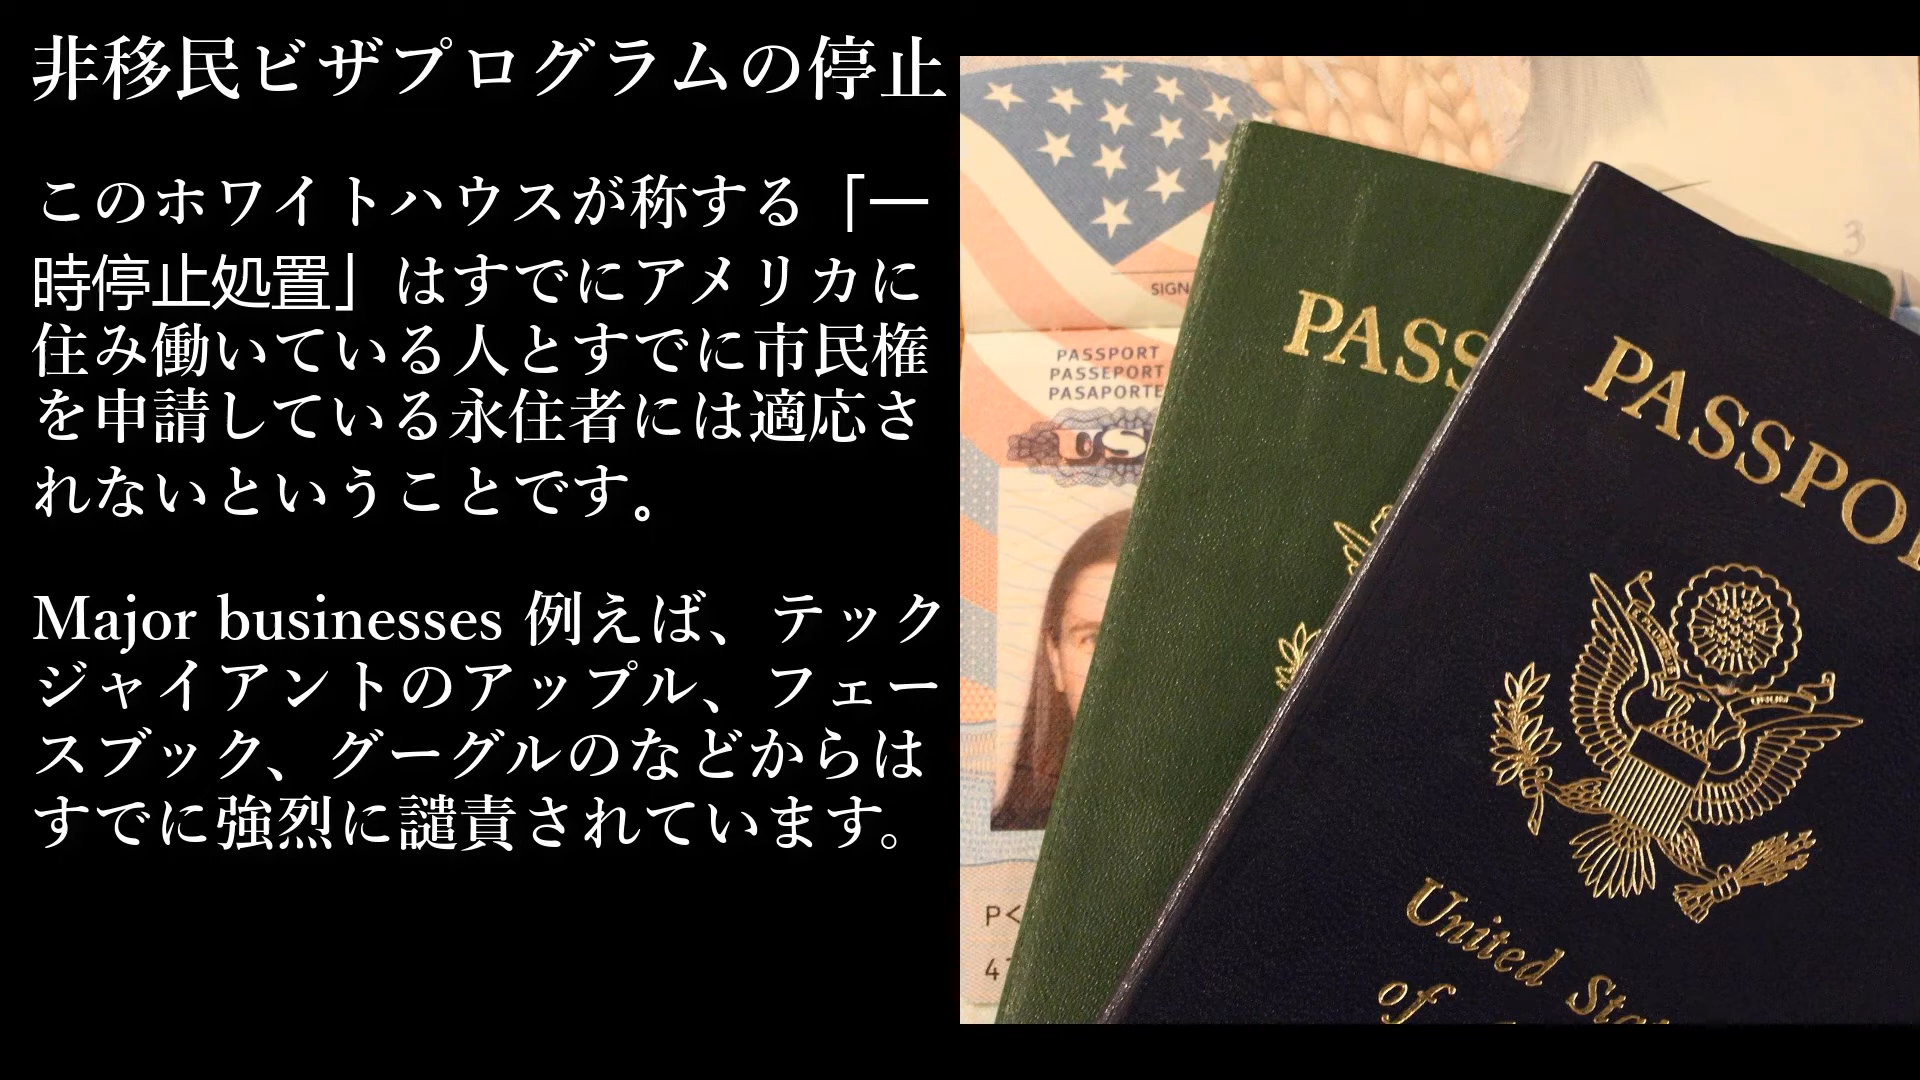 非移民ビザプログラムの停止
このホワイトハウスが称する「一
時停止処置」はすでにアメリカに
住み働いている人とすでに市民権
を申請している永住者には適応さ
れないということです。
Major businesses 例えば、テック
ジャイアントのアップル、フェー
スブック、グーグルのなどからは
すでに強烈に譴責されています。
SIGN
PASSPORT
PASSEPORT
PASAPORTE
US
P<
PASS
PASSPO
United Sta
of
3